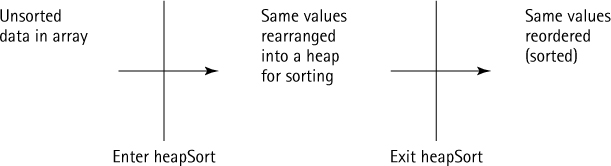 Unsorted
data in array
Same values
rearranged
into a heap
for sorting
Same values
reordered
(sorted)
Enter heapSort
Exit heapSort